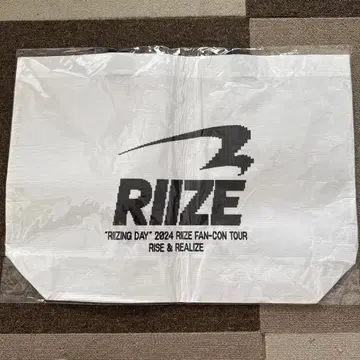 RIIZE
"RIIZING DAY" 2024 RIIZE FAN-CON TOUR
RISE & REALIZE